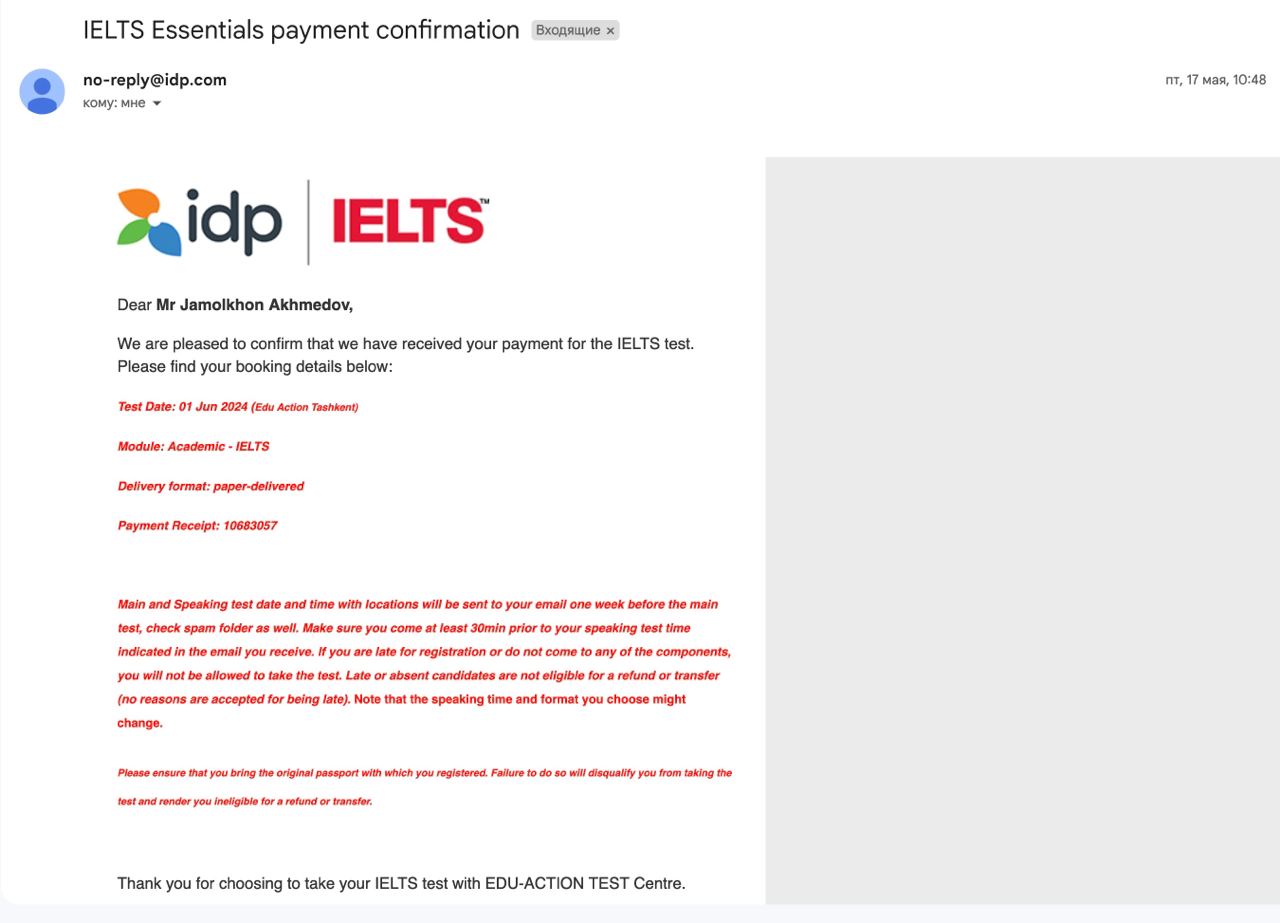 IELTS Essentials payment confirmation Входящие ×
no-reply@idp.com
пт, 17 мая, 10:48
кому: мне
idp IELTS™
Dear Mr Jamolkhon Akhmedov,
We are pleased to confirm that we have received your payment for the IELTS test.
Please find your booking details below:
Test Date: 01 Jun 2024 (Edu Action Tashkent)
Module: Academic - IELTS
Delivery format: paper-delivered
Payment Receipt: 10683057
Main and Speaking test date and time with locations will be sent to your email one week before the main
test, check spam folder as well. Make sure you come at least 30min prior to your speaking test time
indicated in the email you receive. If you are late for registration or do not come to any of the components,
you will not be allowed to take the test. Late or absent candidates are not eligible for a refund or transfer
(no reasons are accepted for being late). Note that the speaking time and format you choose might
change.
Please ensure that you bring the original passport with which you registered. Failure to do so will disqualify you from taking the
test and render you ineligible for a refund or transfer.
Thank you for choosing to take your IELTS test with EDU-ACTION TEST Centre.